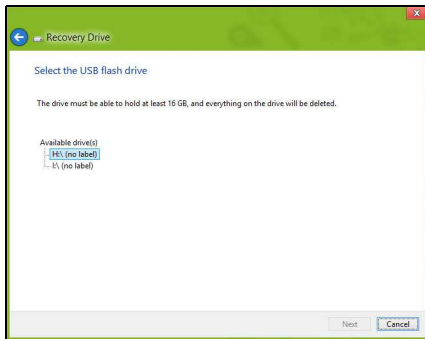 x
Recovery Drive
Select the USB flash drive
The drive must be able to hold at least 16 GB, and everything on the drive will be deleted.
Available drive(s)
H:\ (no label)
I:\ (no label)
Next Cancel